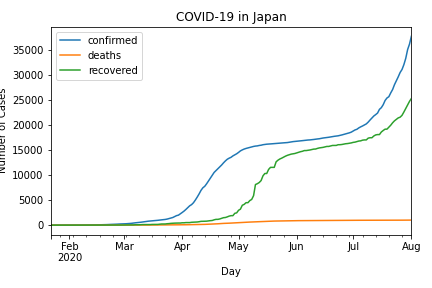 COVID-19 in Japan
confirmed
deaths
recovered
35000
30000
25000
20000
15000
10000
5000
0
Number of Cases
Feb
2020
Mar
Apr
May
Jun
Jul
Aug
Day